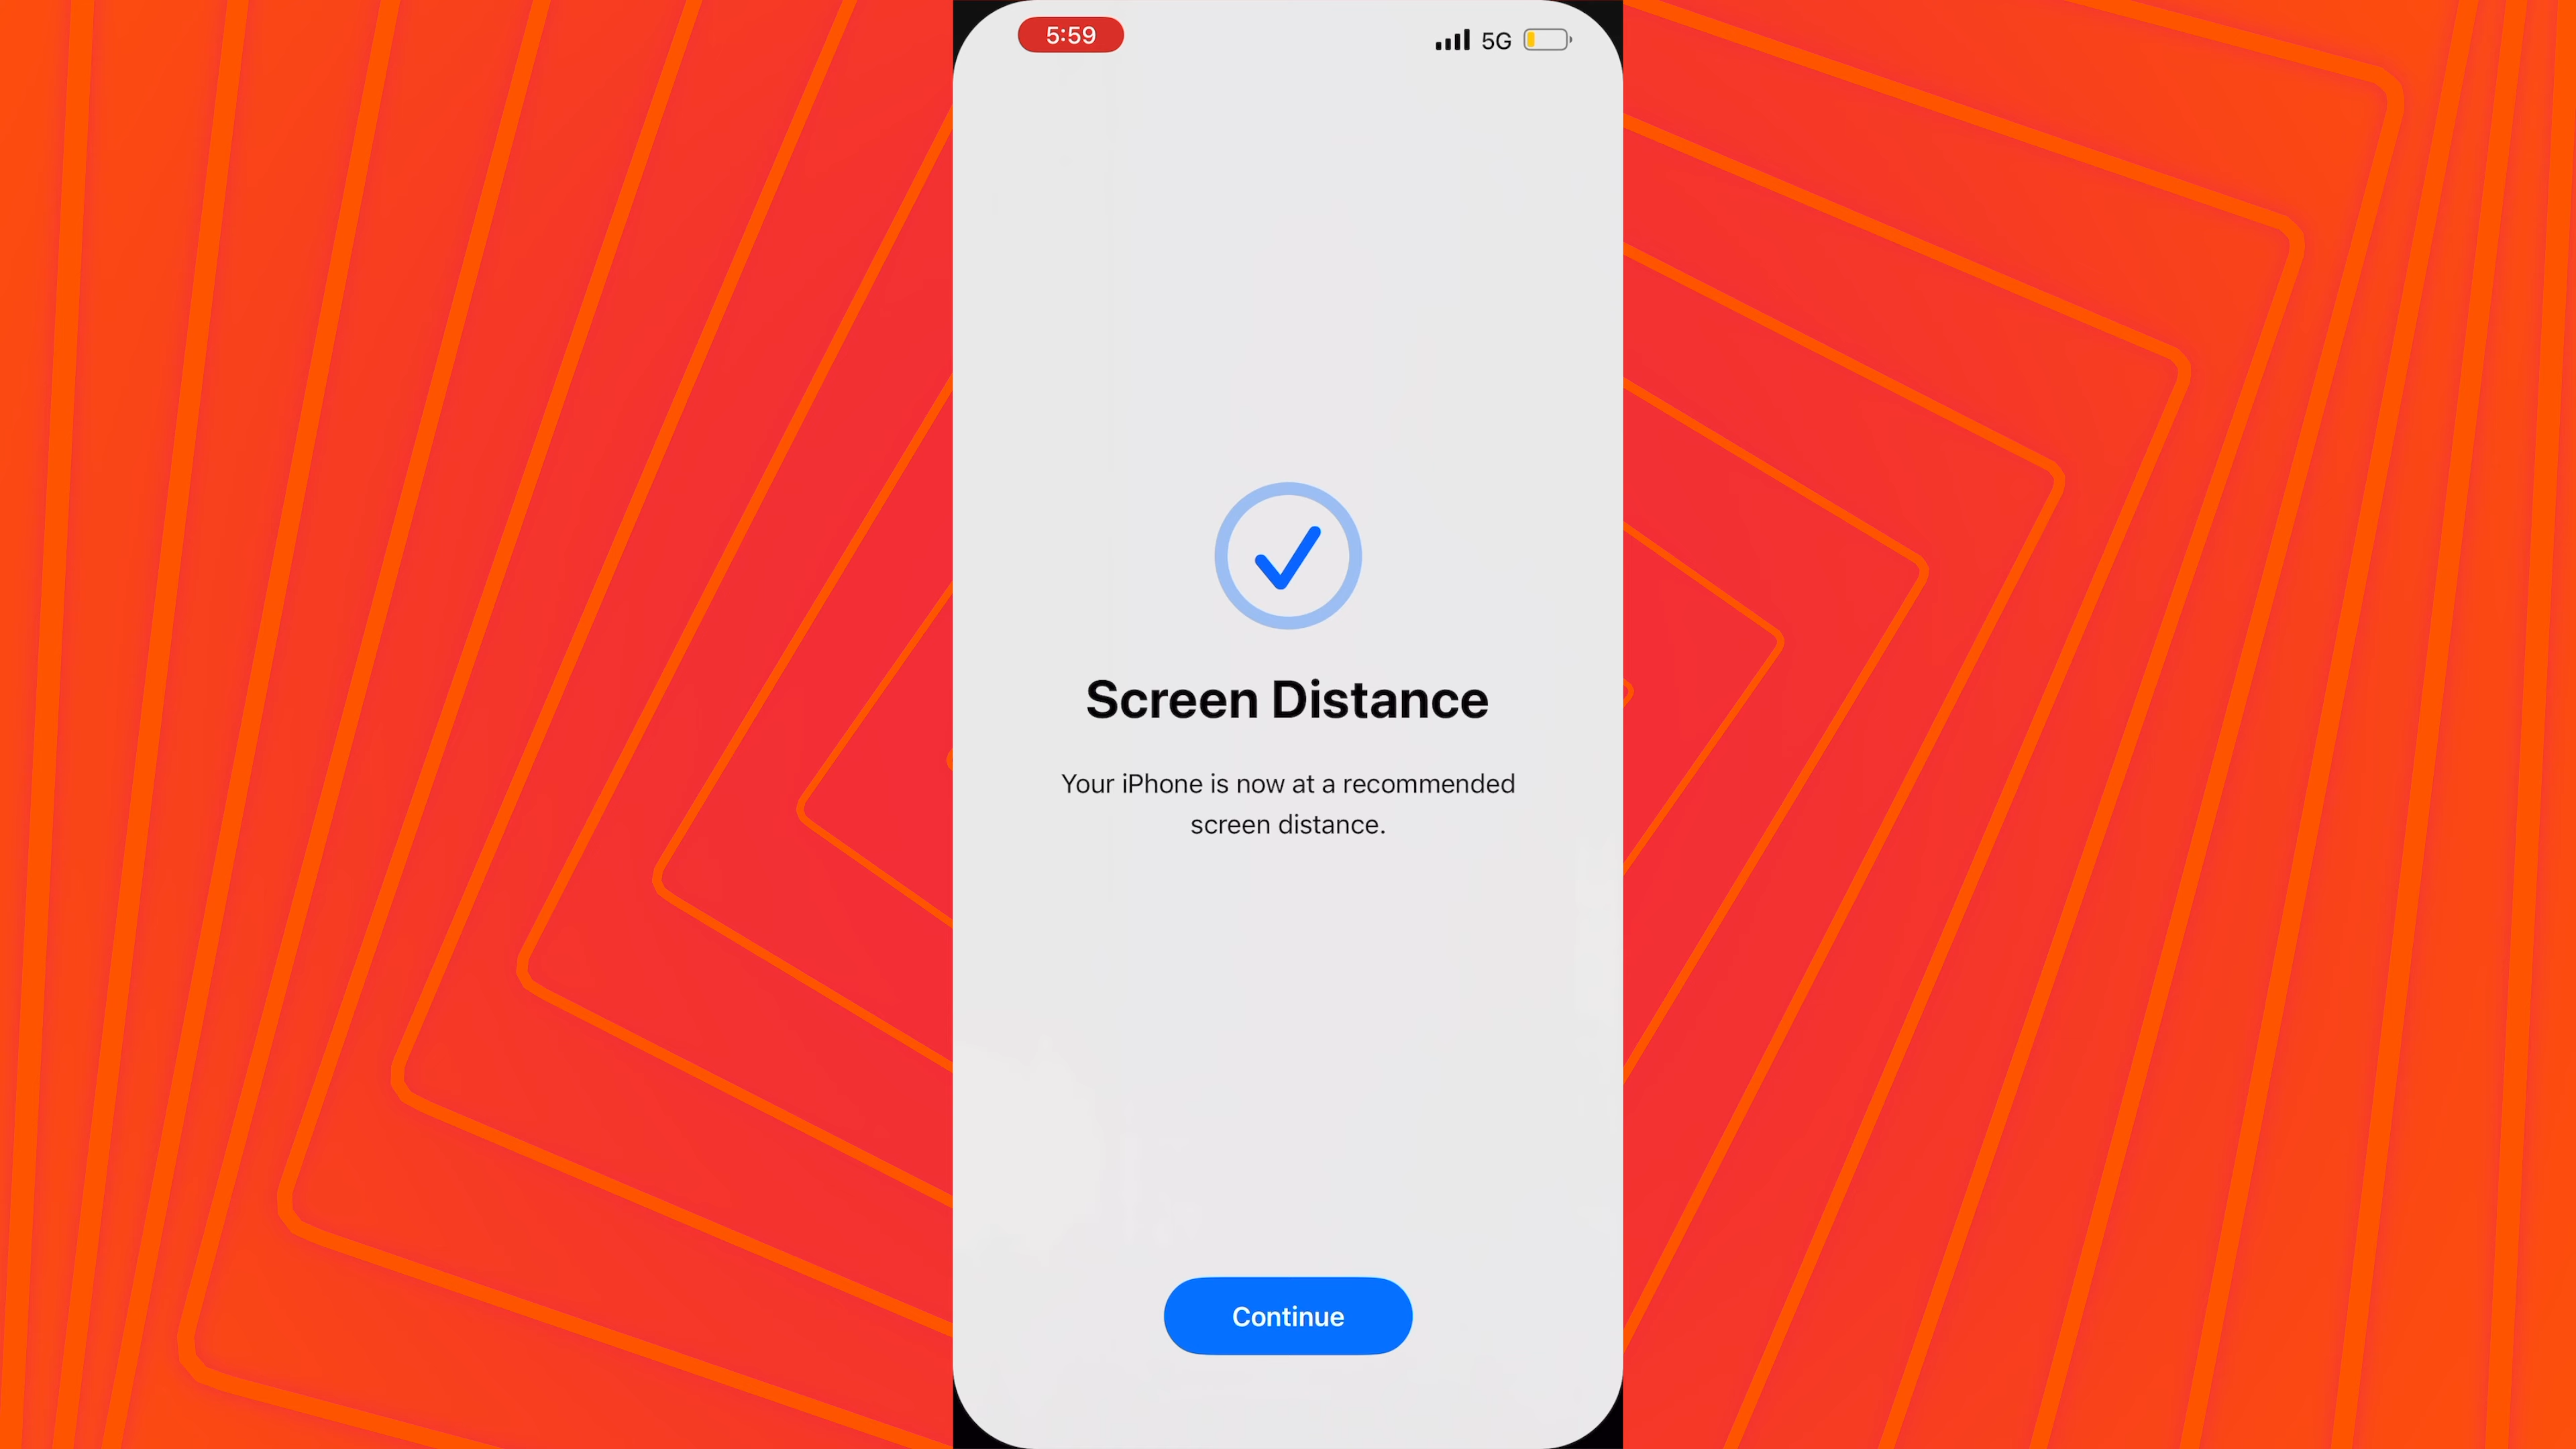 5:59
5G
Screen Distance
Your iPhone is now at a recommended
screen distance.
Continue